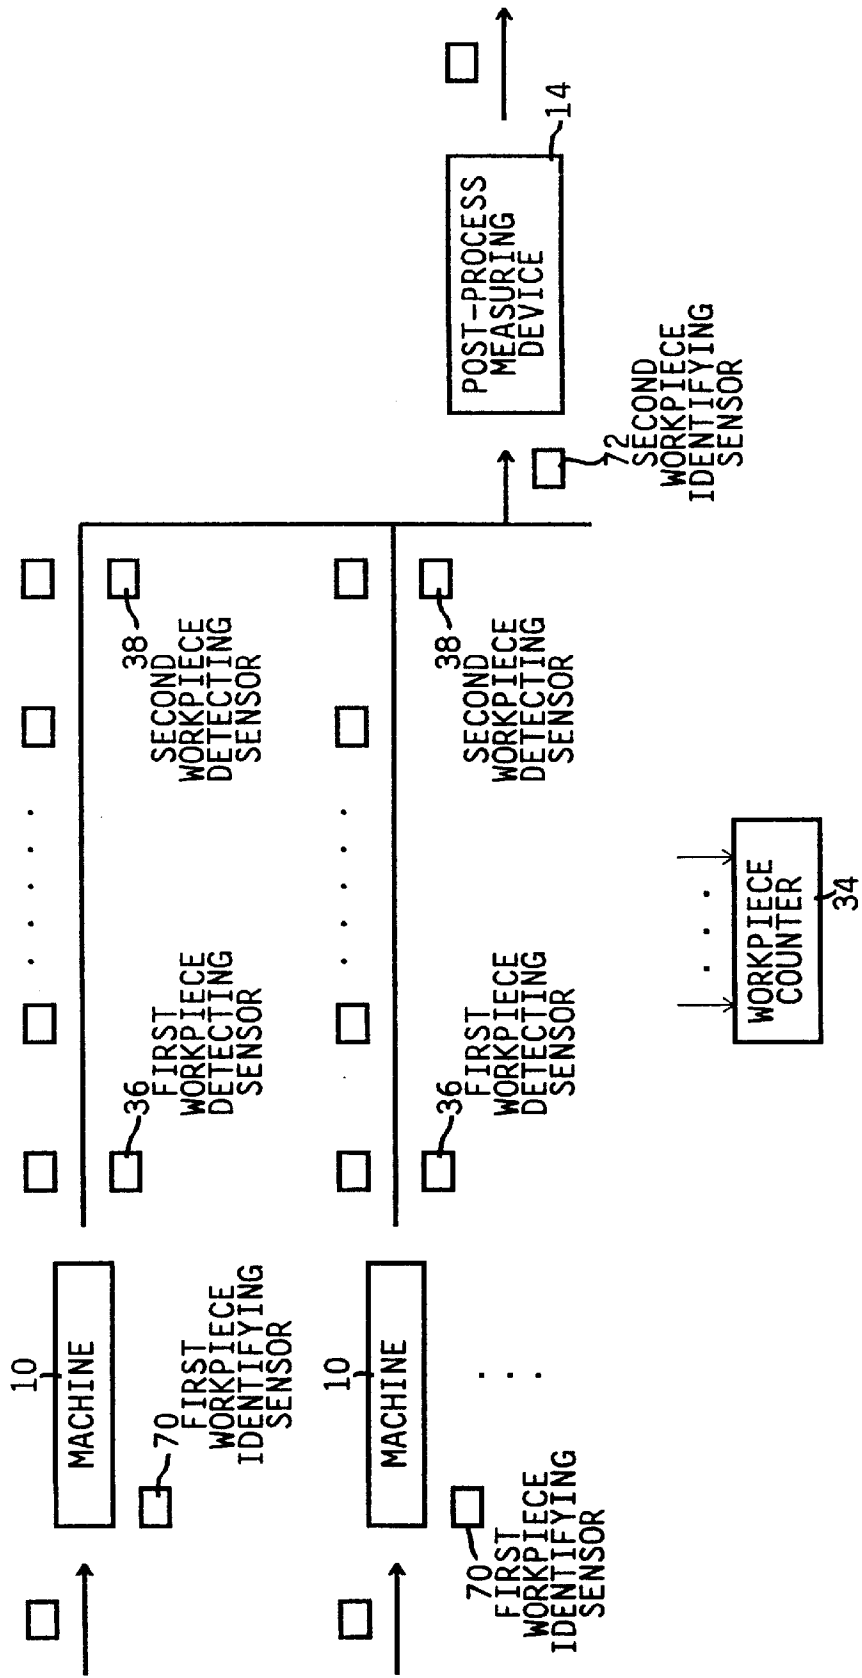 10
MACHINE
70
FIRST
WORKPIECE
IDENTIFYING
SENSOR
36
FIRST
WORKPIECE
DETECTING
SENSOR
38
SECOND
WORKPIECE
DETECTING
SENSOR
10
MACHINE
70
FIRST
WORKPIECE
IDENTIFYING
SENSOR
36
FIRST
WORKPIECE
DETECTING
SENSOR
38
SECOND
WORKPIECE
DETECTING
SENSOR
POST-PROCESS
MEASURING
DEVICE
14
72
SECOND
WORKPIECE
IDENTIFYING
SENSOR
WORKPIECE
COUNTER
34